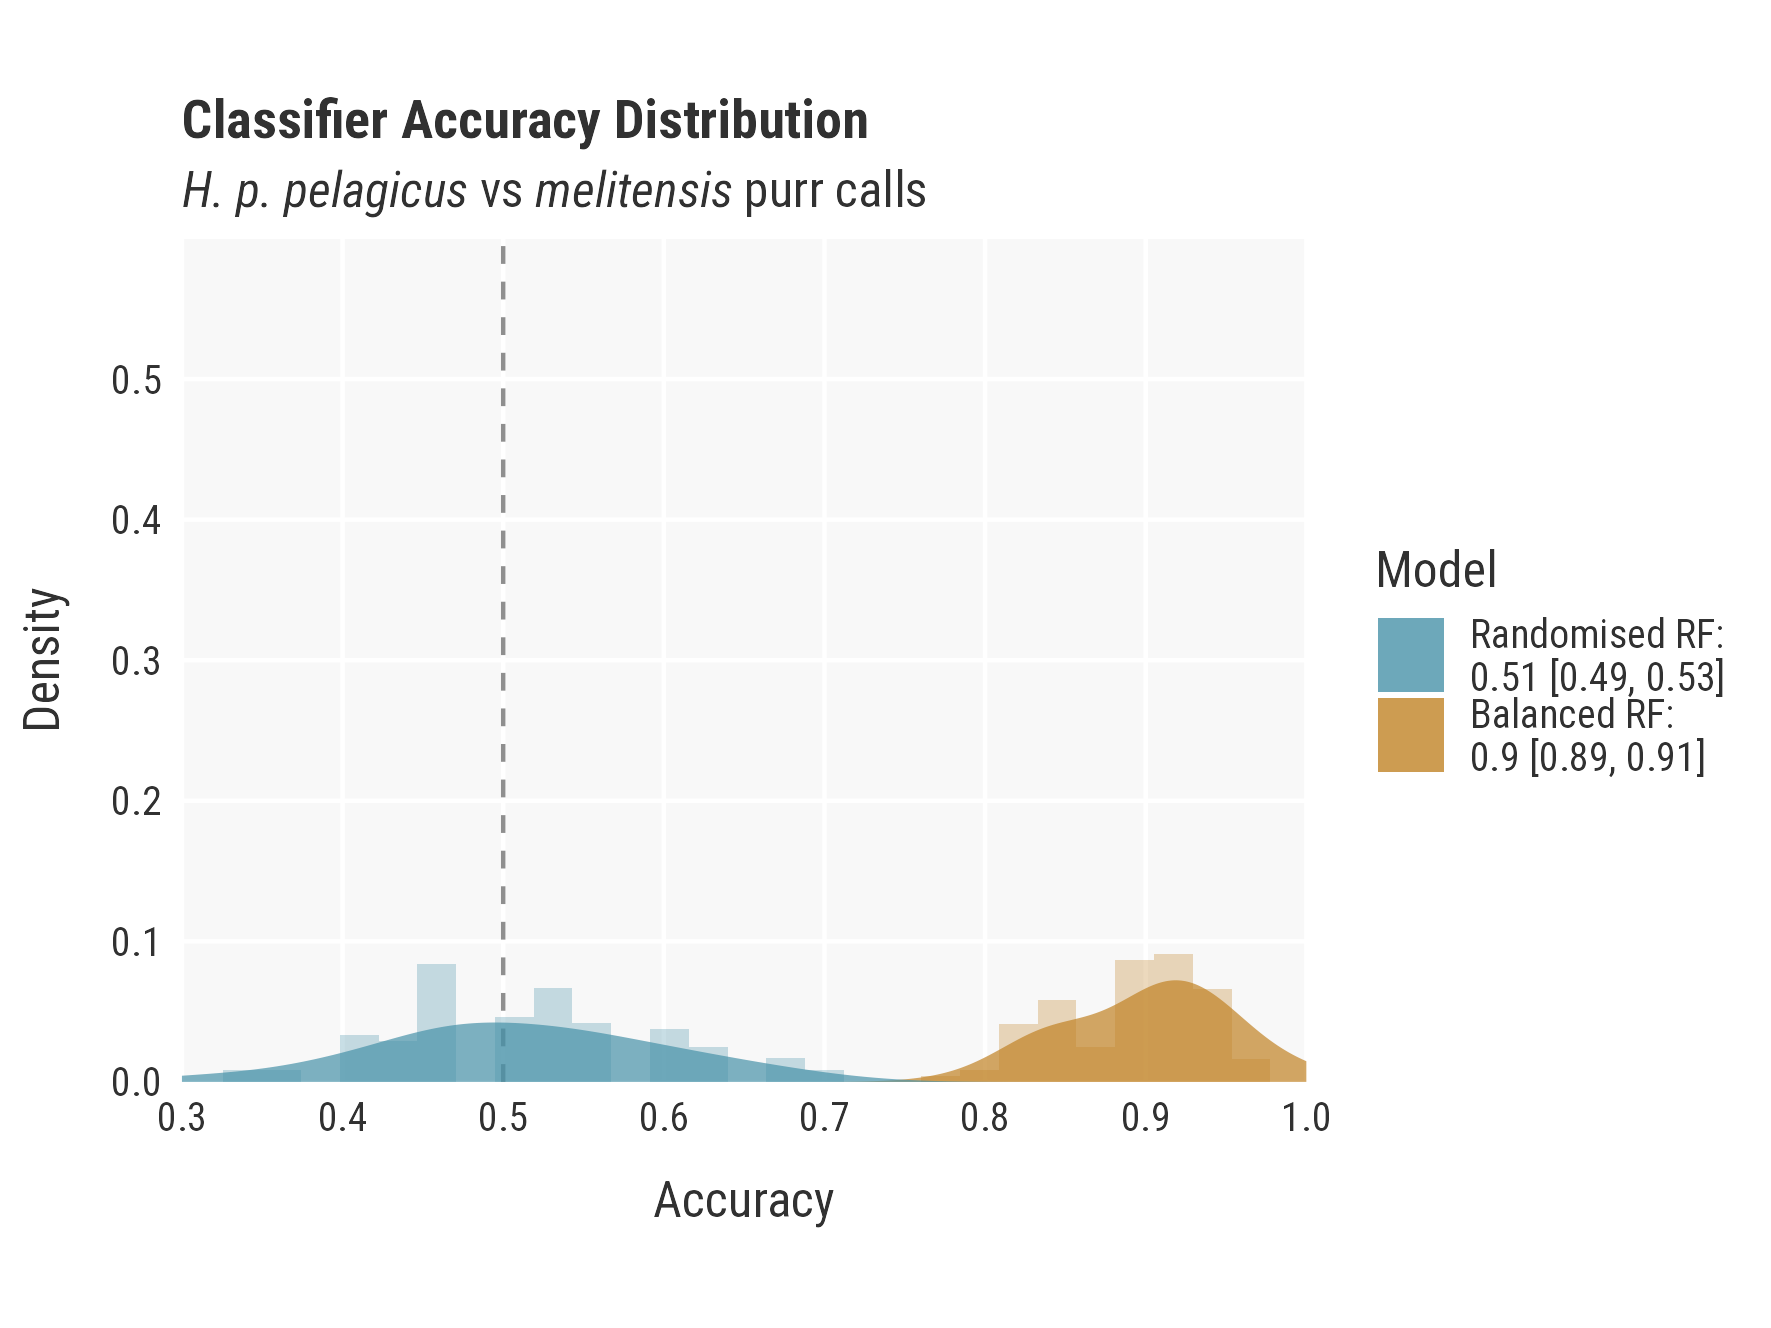 Classifier Accuracy Distribution
H. p. pelagicus vs melitensis purr calls
Density
0.5
0.4
0.3
0.2
0.1
0.0
0.3 0.4 0.5 0.6 0.7 0.8 0.9 1.0
Accuracy
Model
Randomised RF:
0.51 [0.49, 0.53]
Balanced RF:
0.9 [0.89, 0.91]